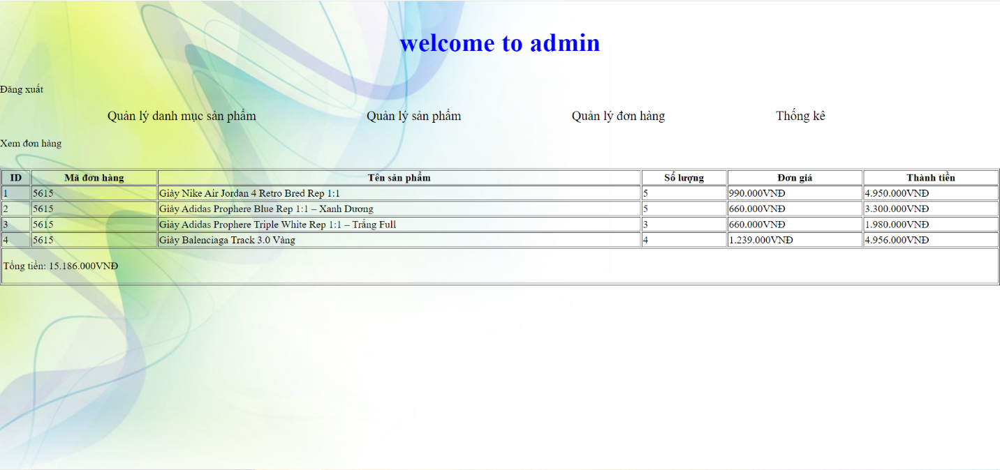 welcome to admin
Đăng xuất
Quản lý danh mục sản phẩm Quản lý sản phẩm Quản lý đơn hàng Thống kê
Xem đơn hàng
ID Mã đơn hàng Tên sản phẩm Số lượng Đơn giá Thành tiền
1 5615 Giày Nike Air Jordan 4 Retro Bred Rep 1:1 5 990.000VNĐ 4.950.000VNĐ
2 5615 Giày Adidas Prophere Blue Rep 1:1 – Xanh Dương 5 660.000VNĐ 3.300.000VNĐ
3 5615 Giày Adidas Prophere Triple White Rep 1:1 – Trắng Full 3 660.000VNĐ 1.980.000VNĐ
4 5615 Giày Balenciaga Track 3.0 Vàng 4 1.239.000VNĐ 4.956.000VNĐ
Tổng tiền: 15.186.000VNĐ